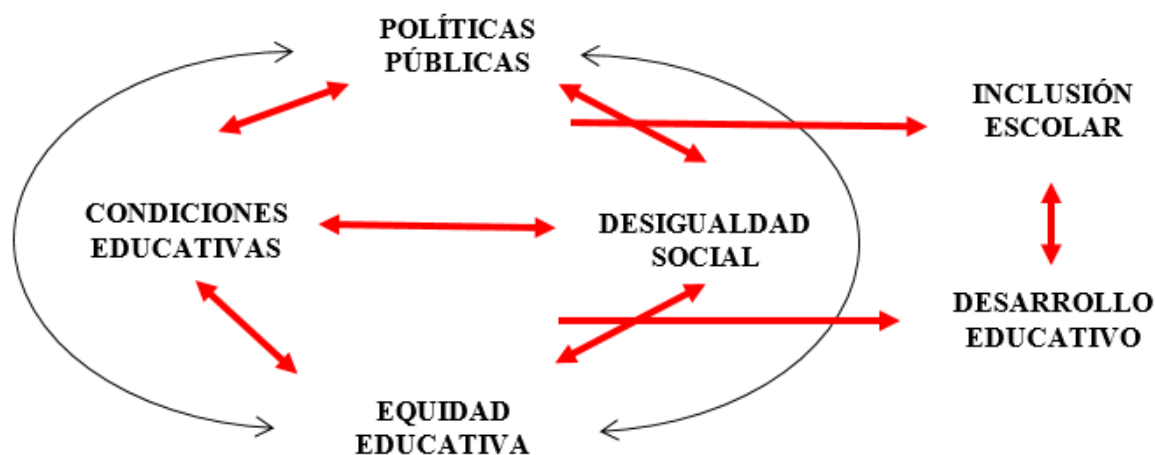 POLÍTICAS
PÚBLICAS
INCLUSIÓN
ESCOLAR
CONDICIONES
EDUCATIVAS
DESIGUALDAD
SOCIAL
DESARROLLO
EDUCATIVO
EQUIDAD
EDUCATIVA